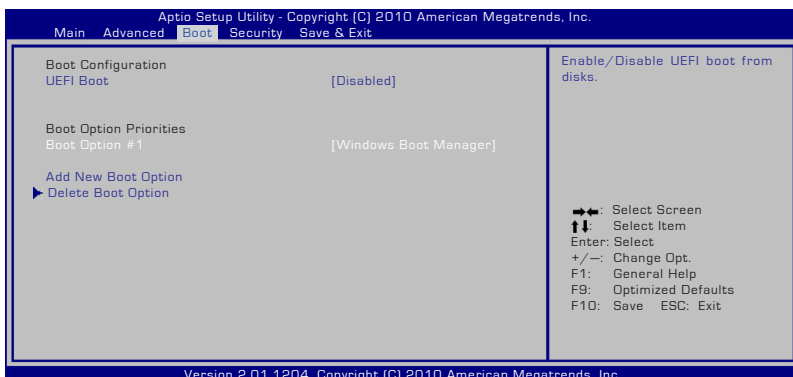 Aptio Setup Utility - Copyright (C) 2010 American Megatrends, Inc.
Main Advanced Boot Security Save & Exit
Boot Configuration
UEFI Boot [Disabled]
Boot Option Priorities
Boot Option #1 [Windows Boot Manager]
Add New Boot Option
Delete Boot Option
Enable/Disable UEFI boot from
disks.
→←: Select Screen
↑↓: Select Item
Enter: Select
+/—: Change Opt.
F1: General Help
F9: Optimized Defaults
F10: Save ESC: Exit
Version 2.01.1204. Copyright (C) 2010 American Megatrends, Inc.